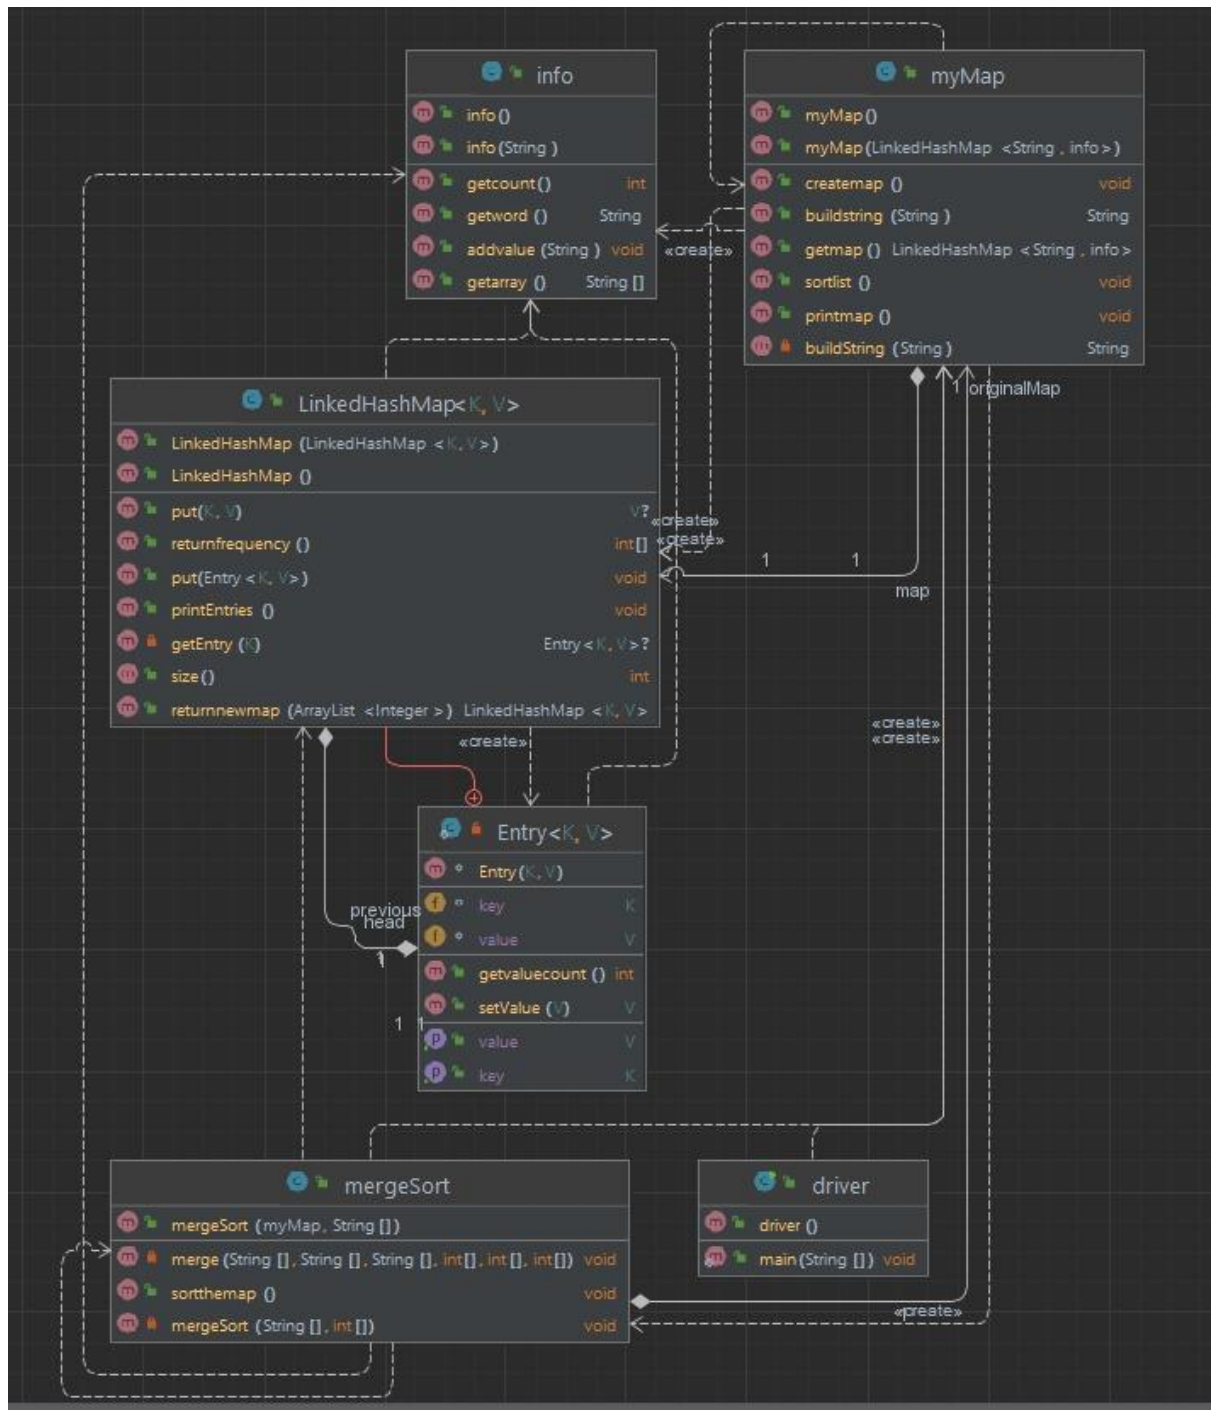 info
info()
info(String)
getcount() int
getword () String
addvalue (String) void
getarray () String []
myMap
myMap()
myMap(LinkedHashMap <String, info>)
createmap () void
buildstring (String) String
getmap() LinkedHashMap <String, info>
sortlist () void
printmap () void
buildString (String) String
«create»
1 originalMap
LinkedHashMap<K, V>
LinkedHashMap (LinkedHashMap <K, V>)
LinkedHashMap ()
put(K, V) V?
returnfrequency () int[]
put(Entry <K, V>) void
printEntries () void
getEntry (K) Entry<K, V>?
size() int
returnnewmap (ArrayList <Integer>) LinkedHashMap <K, V>
«create»
«create»
1 1
map
«create»
«create»
«create»
Entry<K, V>
Entry(K, V)
key K
value V
getvaluecount () int
setValue (V) V
value V
key K
previous
head
1
1 1
mergeSort
mergeSort (myMap, String [])
merge (String [], String [], String [], int[], int[], int[]) void
sortthemap () void
mergeSort (String [], int[]) void
driver
driver ()
main(String []) void
«create»
1